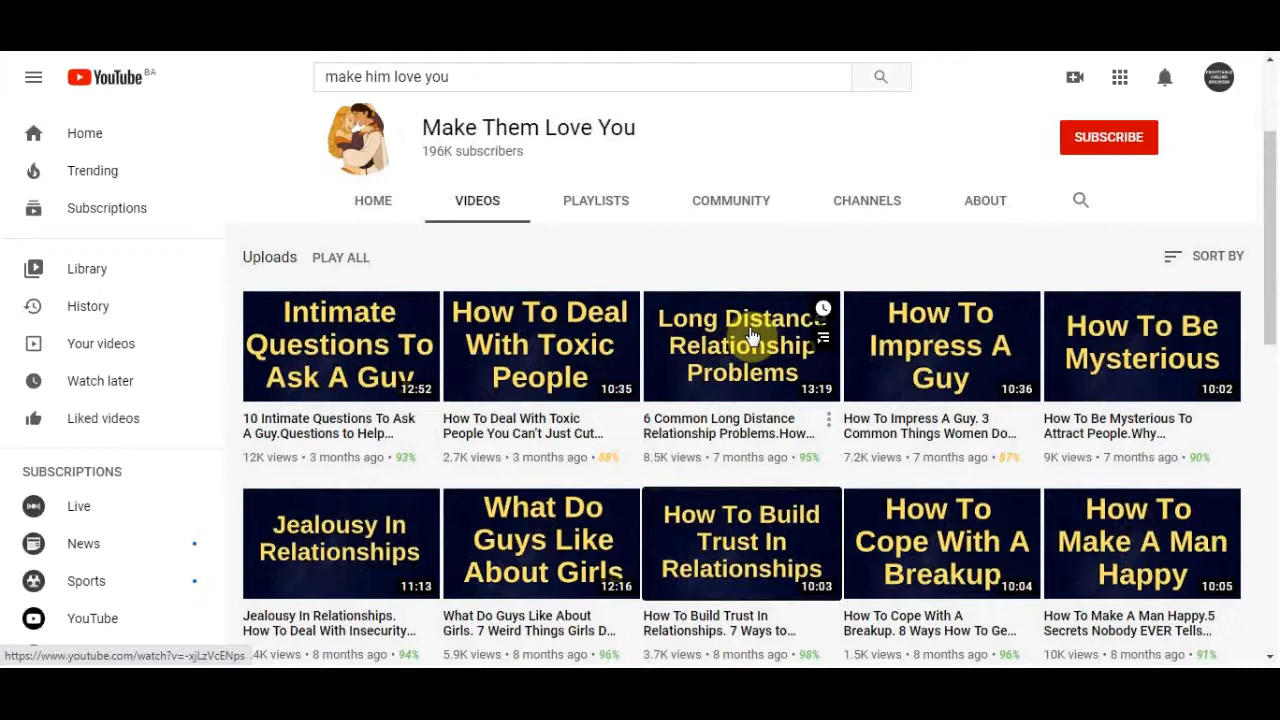 YouTube BA
make him love you
Home
Trending
Subscriptions
Library
History
Your videos
Watch later
Liked videos
SUBSCRIPTIONS
Live
News
Sports
YouTube
https://www.youtube.com/watch?v=-xjLzVcENps
Make Them Love You
196K subscribers
SUBSCRIBE
HOME VIDEOS PLAYLISTS COMMUNITY CHANNELS ABOUT
Uploads PLAY ALL
SORT BY
Intimate
Questions To
Ask A Guy
12:52
10 Intimate Questions To Ask
A Guy.Questions to Help...
12K views • 3 months ago • 93%
How To Deal
With Toxic
People
10:35
How To Deal With Toxic
People You Can't Just Cut...
2.7K views • 3 months ago • 88%
Long Distance
Relationship
Problems
13:19
6 Common Long Distance
Relationship Problems.How...
8.5K views • 7 months ago • 95%
How To
Impress A
Guy
10:36
How To Impress A Guy. 3
Common Things Women Do...
7.2K views • 7 months ago • 87%
How To Be
Mysterious
10:02
How To Be Mysterious To
Attract People.Why...
9K views • 7 months ago • 90%
Jealousy In
Relationships
11:13
Jealousy In Relationships.
How To Deal With Insecurity...
.4K views • 8 months ago • 94%
What Do
Guys Like
About Girls
12:16
What Do Guys Like About
Girls. 7 Weird Things Girls D...
5.9K views • 8 months ago • 96%
How To Build
Trust In
Relationships
10:03
How To Build Trust In
Relationships. 7 Ways to...
3.7K views • 8 months ago • 98%
How To
Cope With A
Breakup
10:04
How To Cope With A
Breakup. 8 Ways How To Ge...
1.5K views • 8 months ago • 96%
How To
Make A Man
Happy
10:05
How To Make A Man Happy.5
Secrets Nobody EVER Tells...
10K views • 8 months ago • 91%